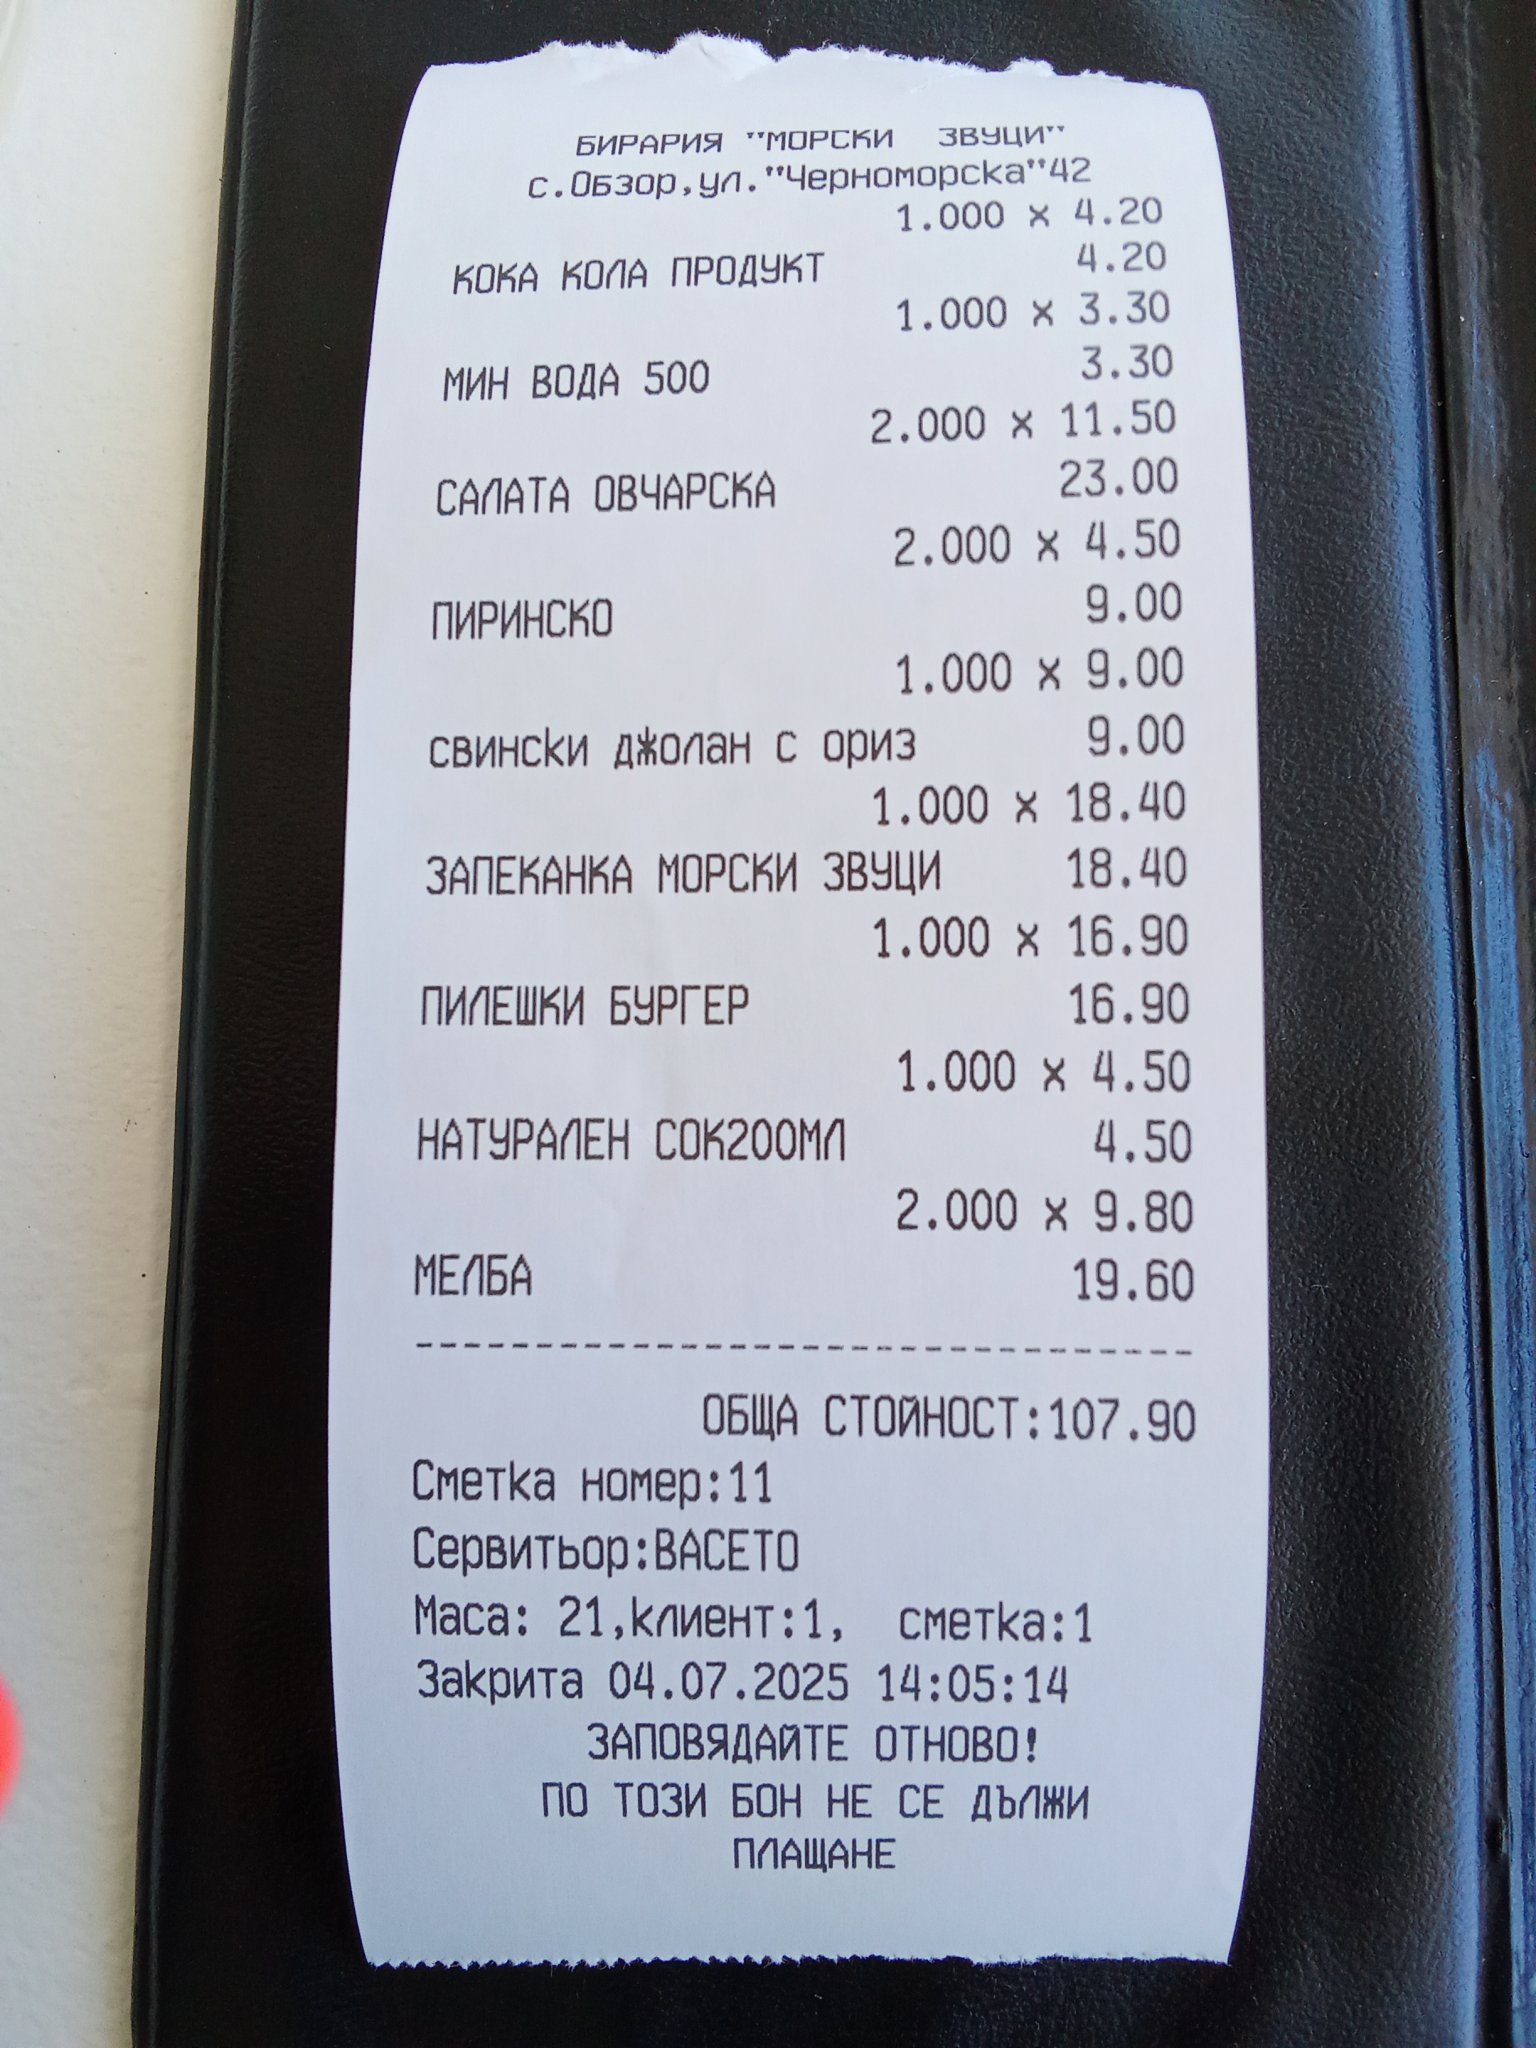 БИРАРИЯ "МОРСКИ ЗВУЦИ"
с.Обзор,ул."Черноморска"42
1.000 x 4.20
КОКА КОЛА ПРОДУКТ 4.20
1.000 x 3.30
МИН ВОДА 500 3.30
2.000 x 11.50
САЛАТА ОВЧАРСКА 23.00
2.000 x 4.50
ПИРИНСКО 9.00
1.000 x 9.00
свински джолан с ориз 9.00
1.000 x 18.40
ЗАПЕКАНКА МОРСКИ ЗВУЦИ 18.40
1.000 x 16.90
ПИЛЕШКИ БУРГЕР 16.90
1.000 x 4.50
НАТУРАЛЕН СОК200МЛ 4.50
2.000 x 9.80
МЕЛБА 19.60
--------------------------------
ОБЩА СТОЙНОСТ:107.90
Сметка номер:11
Сервитьор:ВАСЕТО
Маса: 21,клиент:1, сметка:1
Закрита 04.07.2025 14:05:14
ЗАПОВЯДАЙТЕ ОТНОВО!
ПО ТОЗИ БОН НЕ СЕ ДЪЛЖИ
ПЛАЩАНЕ